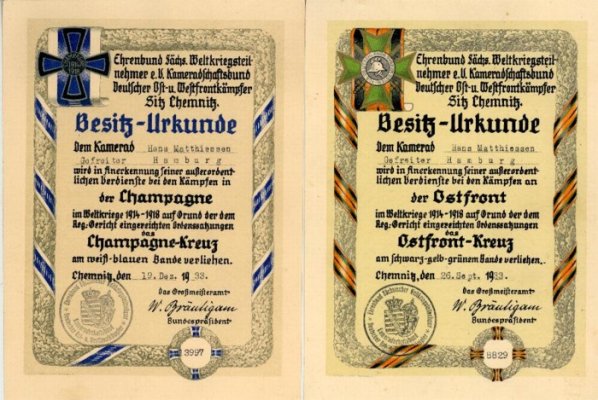 1914
1918
Ehrenbund Sächs. Weltkriegsteil-
nehmer e.V. Kameradschaftsbund
Deutscher Ost- u. Westfrontkämpfer
Sitz Chemnitz.
Besitz-Urkunde
Dem Kamerad Hans Matthiessen
Gefreiter Hamburg
wird in Anerkennung seiner außerordent-
lichen Verdienste bei den Kämpfen in
der Champagne
im Weltkriege 1914-1918 auf Grund der dem
Reg.-Gericht eingereichten Ordenssatzungen
das
Champagne-Kreuz
am weiß-blauen Bande verliehen.
Chemnitz, den 19. Dez. 1933.
Das Großmeisteramt
W. Bräutigam
Bundespräsident
3997
Ehrenbund Sächs. Weltkriegsteil-
nehmer e.V. Kameradschaftsbund
Deutscher Ost- u. Westfrontkämpfer
Sitz Chemnitz.
Besitz-Urkunde
Dem Kamerad Hans Matthiessen
Gefreiter Hamburg
wird in Anerkennung seiner außerordent-
lichen Verdienste bei den Kämpfen an
der Ostfront
im Weltkriege 1914-1918 auf Grund der dem
Reg.-Gericht eingereichten Ordenssatzungen
das
Ostfront-Kreuz
am schwarz-gelb-grünem Bande verliehen.
Chemnitz, den 26. Sept. 1933.
Das Großmeisteramt
W. Bräutigam
Bundespräsident
8829